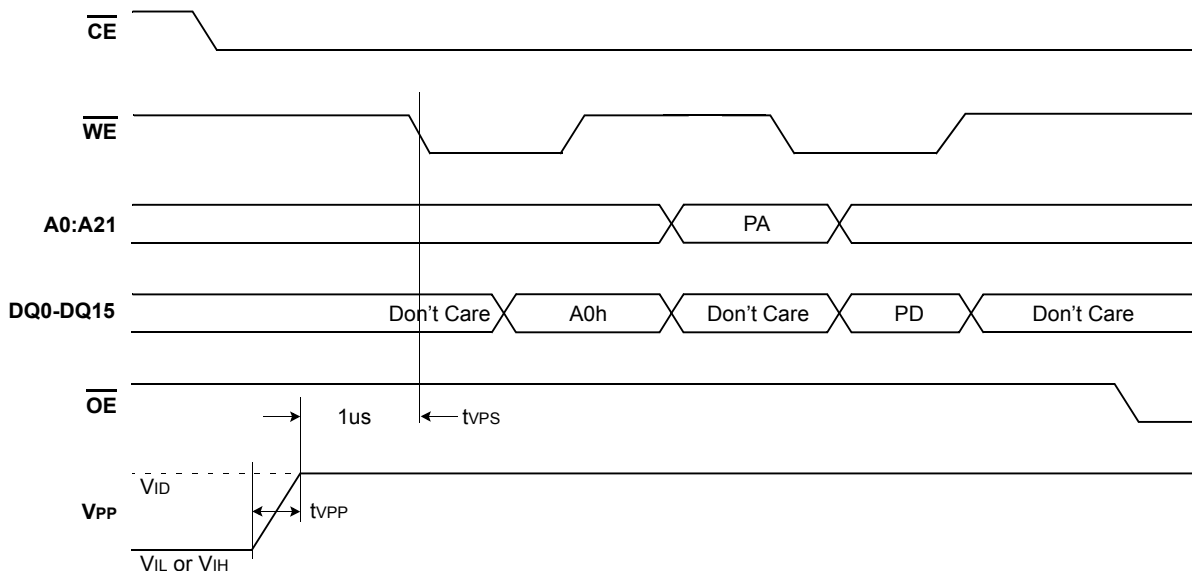 CE
WE
A0:A21
PA
DQ0-DQ15
Don't Care
A0h
Don't Care
PD
Don't Care
OE
1us
tVPS
VID
VPP
tVPP
VIL or VIH